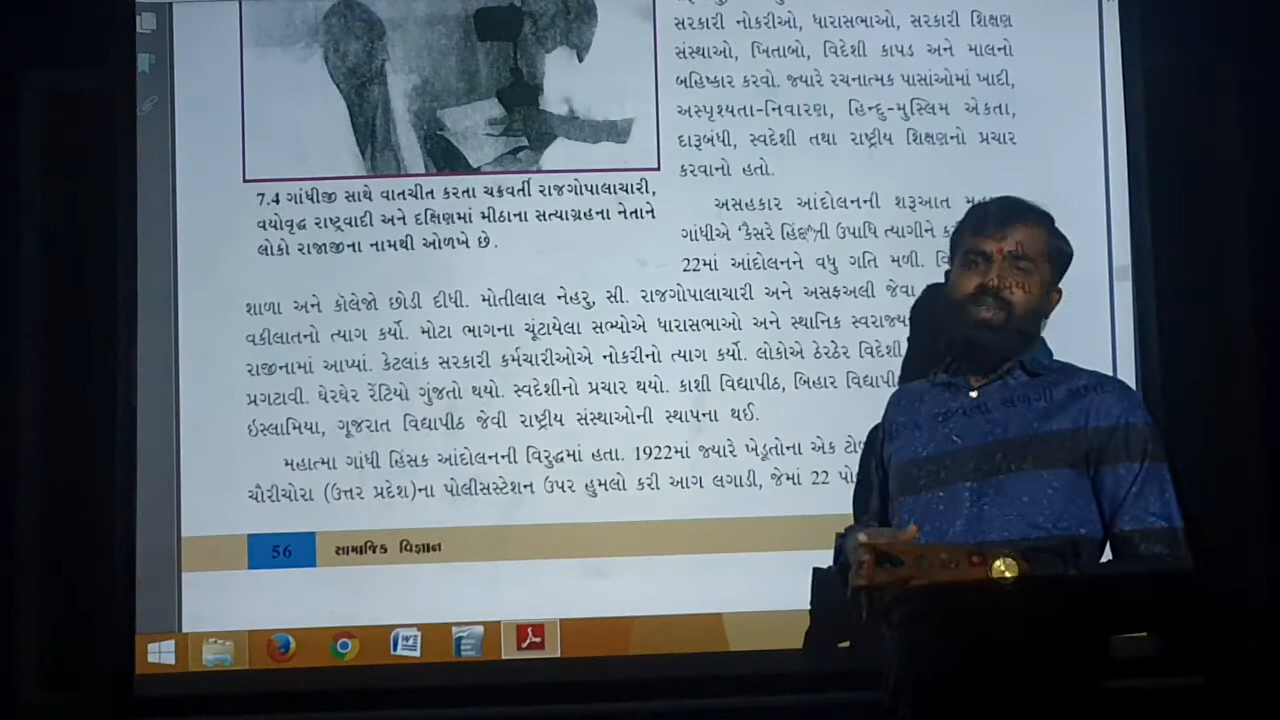 સરકારી નોકરીઓ, ધારાસભાઓ, સરકારી શિક્ષણ
સંસ્થાઓ, ખિતાબો, વિદેશી કાપડ અને માલનો
બહિષ્કાર કરવો. જ્યારે રચનાત્મક પાસાંઓમાં ખાદી,
અસ્પૃશ્યતા-નિવારણ, હિન્દુ-મુસ્લિમ એકતા,
દારૂબંધી, સ્વદેશી તથા રાષ્ટ્રીય શિક્ષણનો પ્રચાર
કરવાનો હતો.
7.4 ગાંધીજી સાથે વાતચીત કરતા ચક્રવર્તી રાજગોપાલાચારી,
વયોવૃદ્ધ રાષ્ટ્રવાદી અને દક્ષિણમાં મીઠાના સત્યાગ્રહના નેતાને
લોકો રાજાજીના નામથી ઓળખે છે.
અસહકાર આંદોલનની શરૂઆત
ગાંધીએ 'કૈસરે હિંદ'ની ઉપાધિ ત્યાગીને
22માં આંદોલનને વધુ ગતિ મળી.
શાળા અને કૉલેજો છોડી દીધી. મોતીલાલ નેહરુ, સી. રાજગોપાલાચારી અને અસફઅલી જેવા
વકીલાતનો ત્યાગ કર્યો. મોટા ભાગના ચૂંટાયેલા સભ્યોએ ધારાસભાઓ અને સ્થાનિક સ્વરાજ્ય
રાજીનામાં આપ્યાં. કેટલાંક સરકારી કર્મચારીઓએ નોકરીનો ત્યાગ કર્યો. લોકોએ ઠેરઠેર વિદેશી
પ્રગટાવી. ઘેરઘેર રેંટિયો ગુંજતો થયો. સ્વદેશીનો પ્રચાર થયો. કાશી વિદ્યાપીઠ, બિહાર વિદ્યાપી
ઇસ્લામિયા, ગૂજરાત વિદ્યાપીઠ જેવી રાષ્ટ્રીય સંસ્થાઓની સ્થાપના થઈ.
મહાત્મા ગાંધી હિંસક આંદોલનની વિરુદ્ધમાં હતા. 1922માં જ્યારે ખેડૂતોના એક
ચૌરીચોરા (ઉત્તર પ્રદેશ)ના પોલીસસ્ટેશન ઉપર હુમલો કરી આગ લગાડી, જેમાં 22
56 સામાજિક વિજ્ઞાન